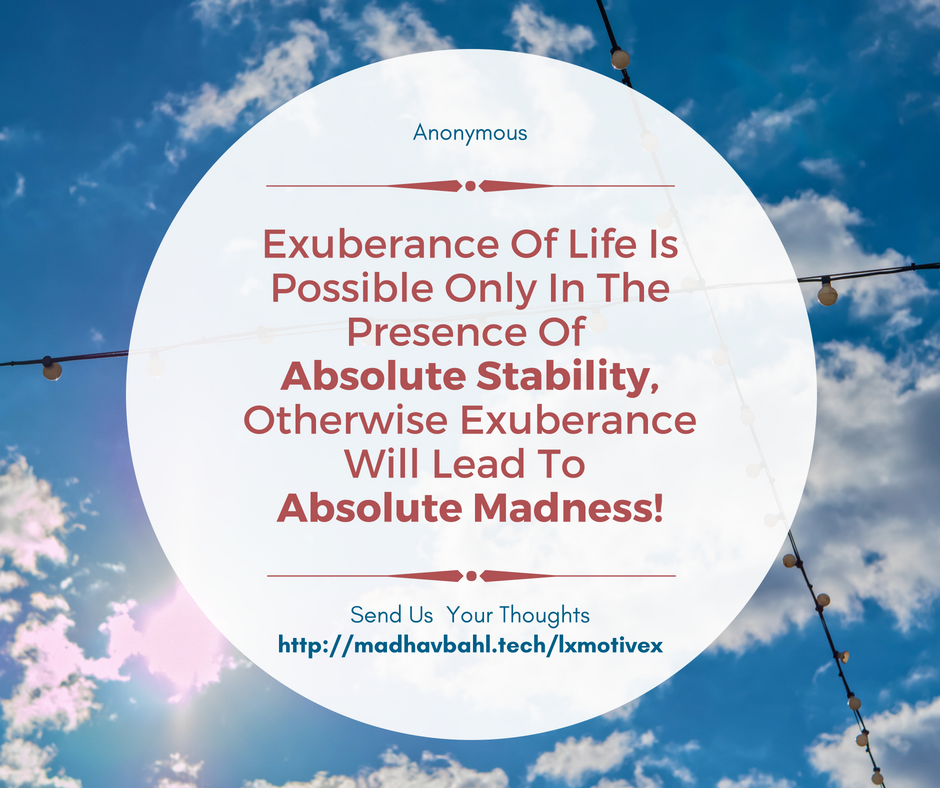 Anonymous
Exuberance Of Life Is
Possible Only In The
Presence Of
Absolute Stability,
Otherwise Exuberance
Will Lead To
Absolute Madness!
Send Us  Your Thoughts
http://madhavbahl.tech/lxmotivex